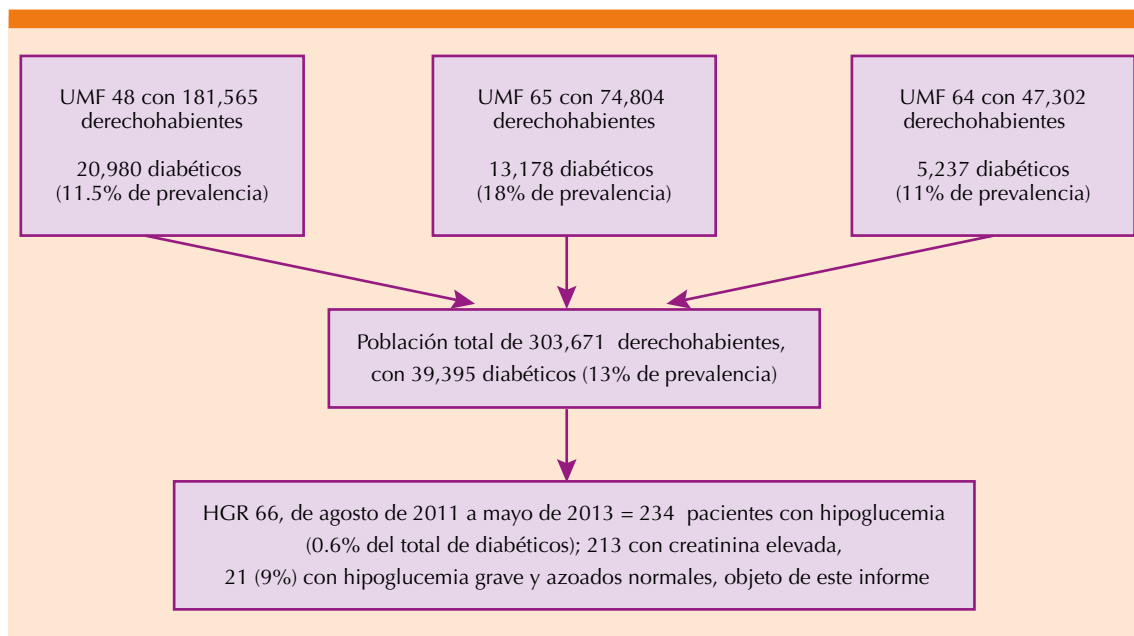 UMF 48 con 181,565
derechohabientes
20,980 diabéticos
(11.5% de prevalencia)
UMF 65 con 74,804
derechohabientes
13,178 diabéticos
(18% de prevalencia)
UMF 64 con 47,302
derechohabientes
5,237 diabéticos
(11% de prevalencia)
Población total de 303,671 derechohabientes,
con 39,395 diabéticos (13% de prevalencia)
HGR 66, de agosto de 2011 a mayo de 2013 = 234 pacientes con hipoglucemia
(0.6% del total de diabéticos); 213 con creatinina elevada,
21 (9%) con hipoglucemia grave y azoados normales, objeto de este informe